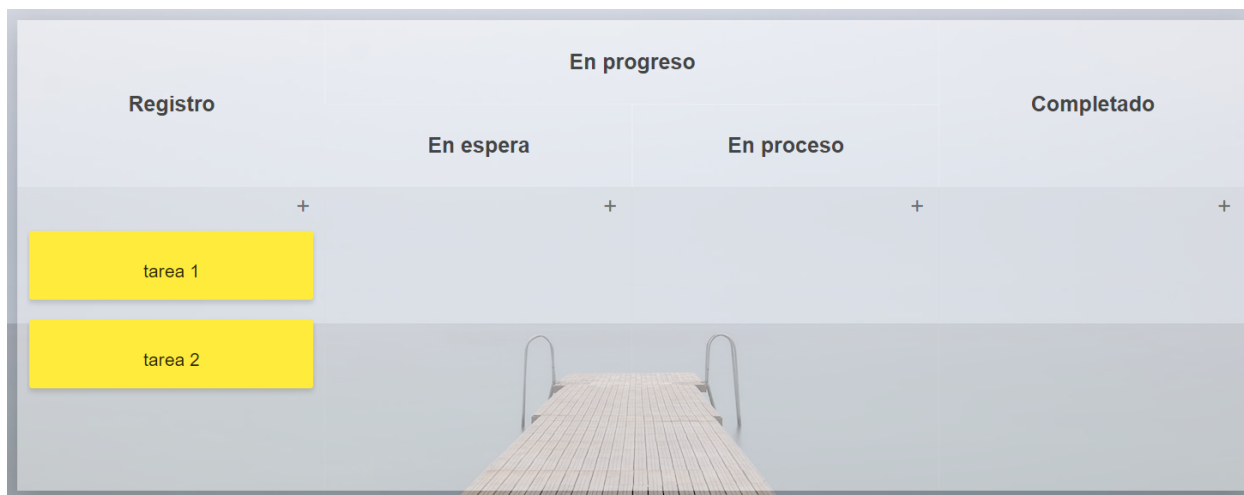 En progreso
Registro
Completado
En espera
En proceso
+
+
+
+
tarea 1
tarea 2